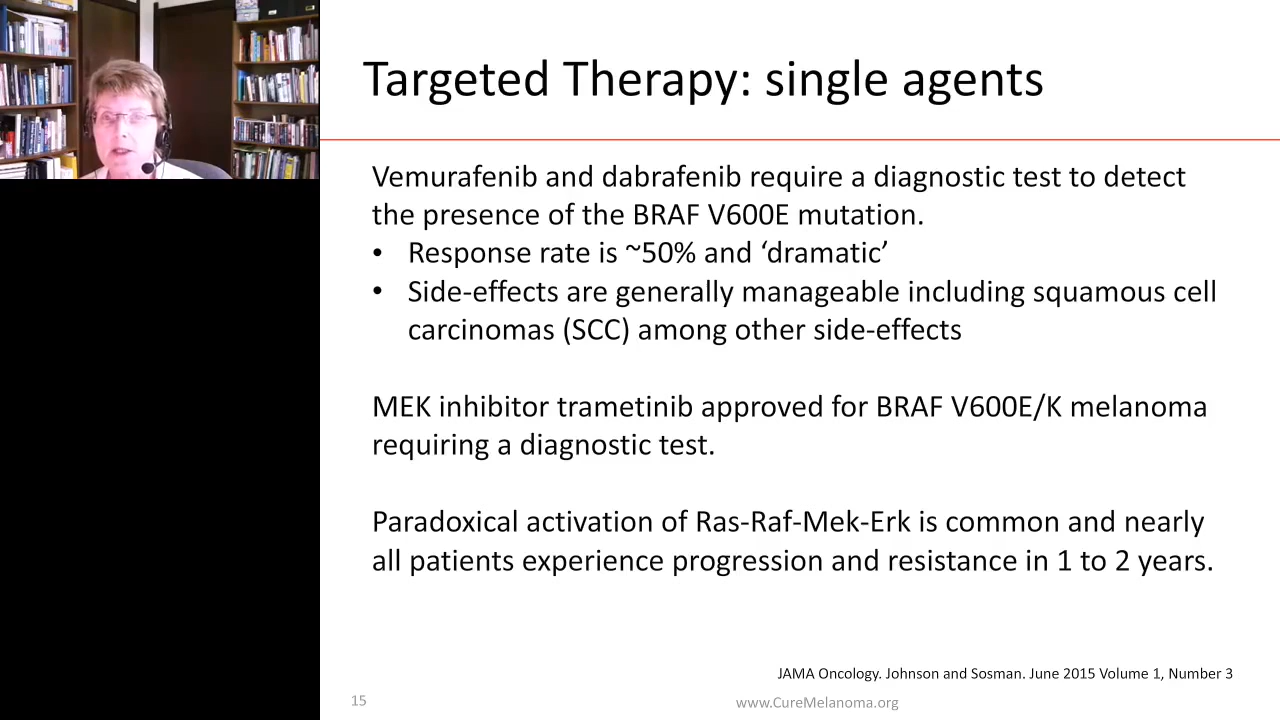 Targeted Therapy: single agents
Vemurafenib and dabrafenib require a diagnostic test to detect
the presence of the BRAF V600E mutation.
• Response rate is ~50% and ‘dramatic’
• Side-effects are generally manageable including squamous cell
carcinomas (SCC) among other side-effects
MEK inhibitor trametinib approved for BRAF V600E/K melanoma
requiring a diagnostic test.
Paradoxical activation of Ras-Raf-Mek-Erk is common and nearly
all patients experience progression and resistance in 1 to 2 years.
JAMA Oncology. Johnson and Sosman. June 2015 Volume 1, Number 3
15
www.CureMelanoma.org